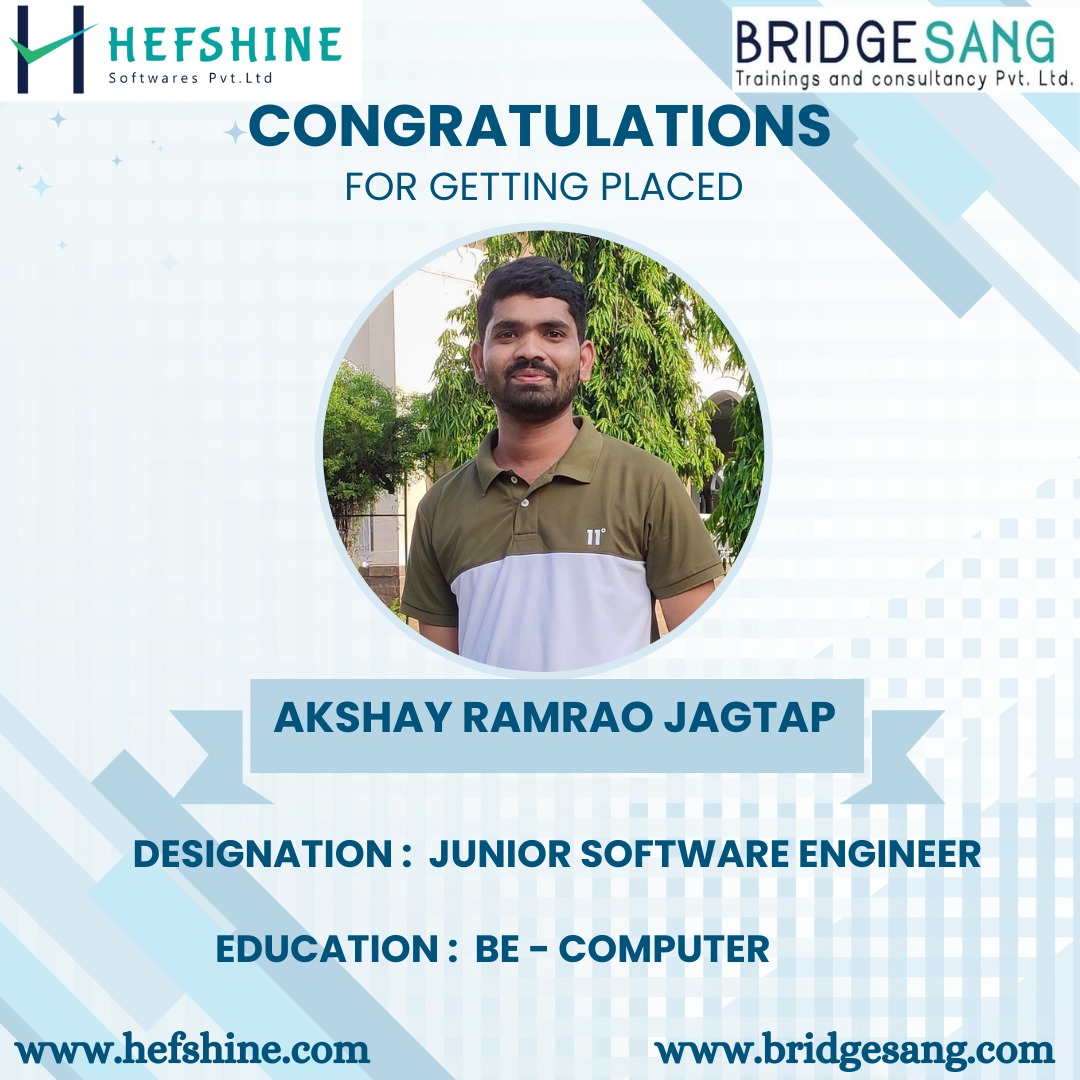 HEFSHINE
Softwares Pvt.Ltd
BRIDGESANG
Trainings and consultancy Pvt. Ltd.
CONGRATULATIONS
FOR GETTING PLACED
11°
AKSHAY RAMRAO JAGTAP
DESIGNATION : JUNIOR SOFTWARE ENGINEER
EDUCATION : BE - COMPUTER
www.hefshine.com
www.bridgesang.com